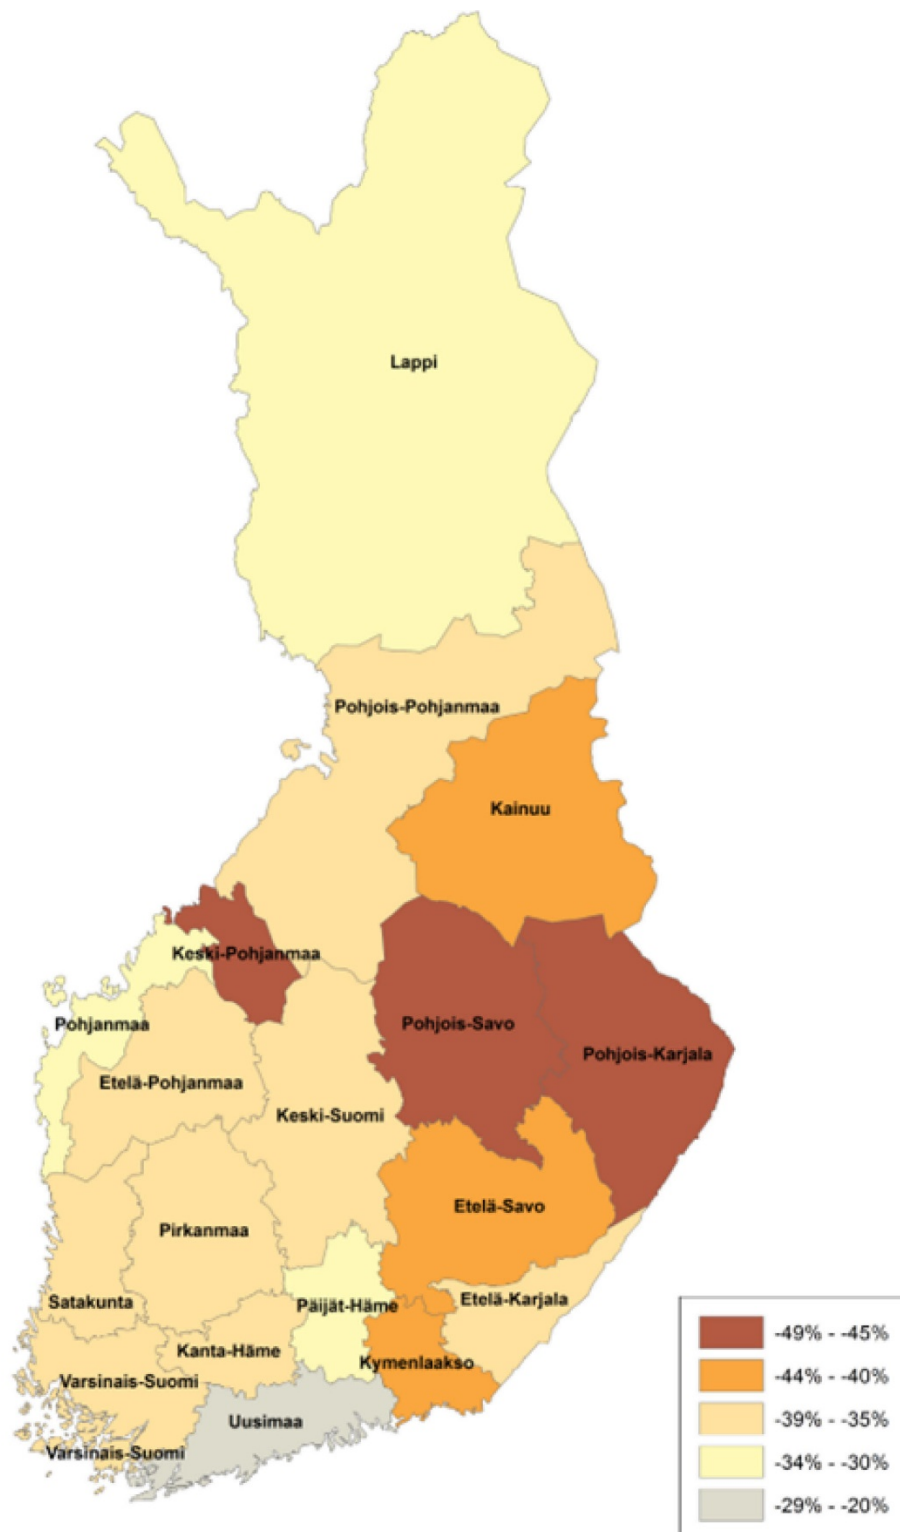 Lappi
Pohjois-Pohjanmaa
Kainuu
Keski-Pohjanmaa
Pohjanmaa
Pohjois-Savo
Pohjois-Karjala
Etelä-Pohjanmaa
Keski-Suomi
Etelä-Savo
Pirkanmaa
Satakunta
Päijät-Häme
Etelä-Karjala
Kanta-Häme
Kymenlaakso
Varsinais-Suomi
Uusimaa
Varsinais-Suomi
-49% - -45%
-44% - -40%
-39% - -35%
-34% - -30%
-29% - -20%